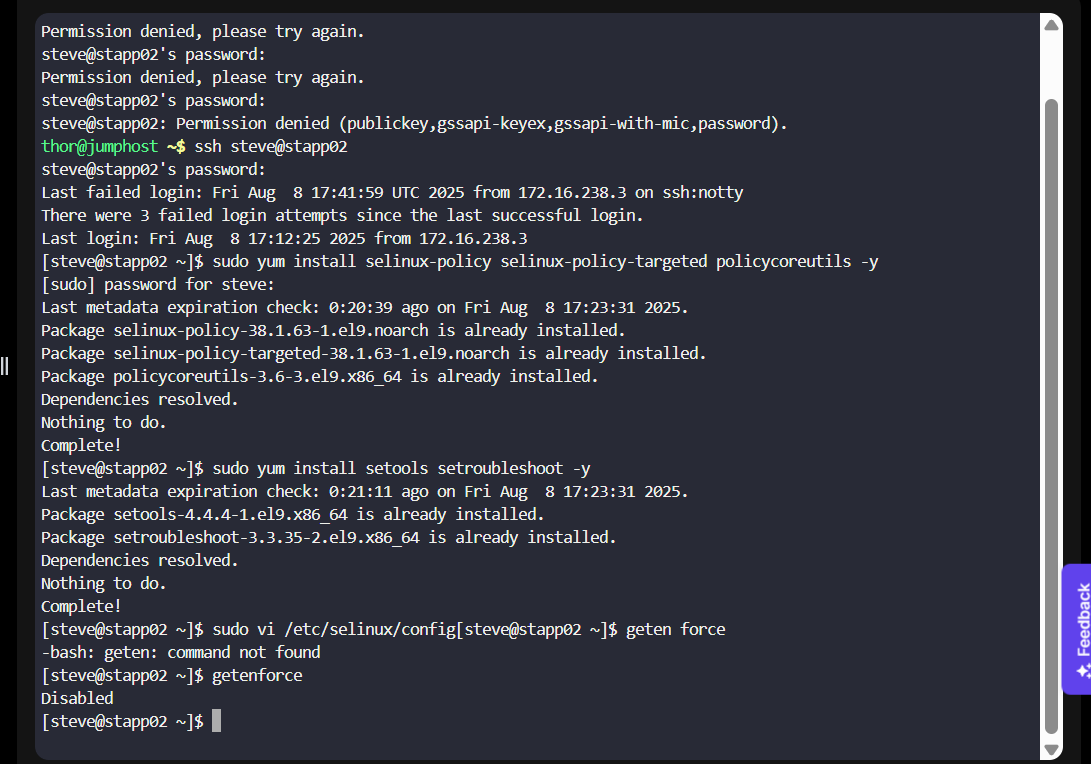 Permission denied, please try again.
steve@stapp02's password:
Permission denied, please try again.
steve@stapp02's password:
steve@stapp02: Permission denied (publickey,gssapi-keyex,gssapi-with-mic,password).
thor@jumphost ~$ ssh steve@stapp02
steve@stapp02's password:
Last failed login: Fri Aug  8 17:41:59 UTC 2025 from 172.16.238.3 on ssh:notty
There were 3 failed login attempts since the last successful login.
Last login: Fri Aug  8 17:12:25 2025 from 172.16.238.3
[steve@stapp02 ~]$ sudo yum install selinux-policy selinux-policy-targeted policycoreutils -y
[sudo] password for steve:
Last metadata expiration check: 0:20:39 ago on Fri Aug  8 17:23:31 2025.
Package selinux-policy-38.1.63-1.el9.noarch is already installed.
Package selinux-policy-targeted-38.1.63-1.el9.noarch is already installed.
Package policycoreutils-3.6-3.el9.x86_64 is already installed.
Dependencies resolved.
Nothing to do.
Complete!
[steve@stapp02 ~]$ sudo yum install setools setroubleshoot -y
Last metadata expiration check: 0:21:11 ago on Fri Aug  8 17:23:31 2025.
Package setools-4.4.4-1.el9.x86_64 is already installed.
Package setroubleshoot-3.3.35-2.el9.x86_64 is already installed.
Dependencies resolved.
Nothing to do.
Complete!
[steve@stapp02 ~]$ sudo vi /etc/selinux/config[steve@stapp02 ~]$ geten force
-bash: geten: command not found
[steve@stapp02 ~]$ getenforce
Disabled
[steve@stapp02 ~]$
Feedback